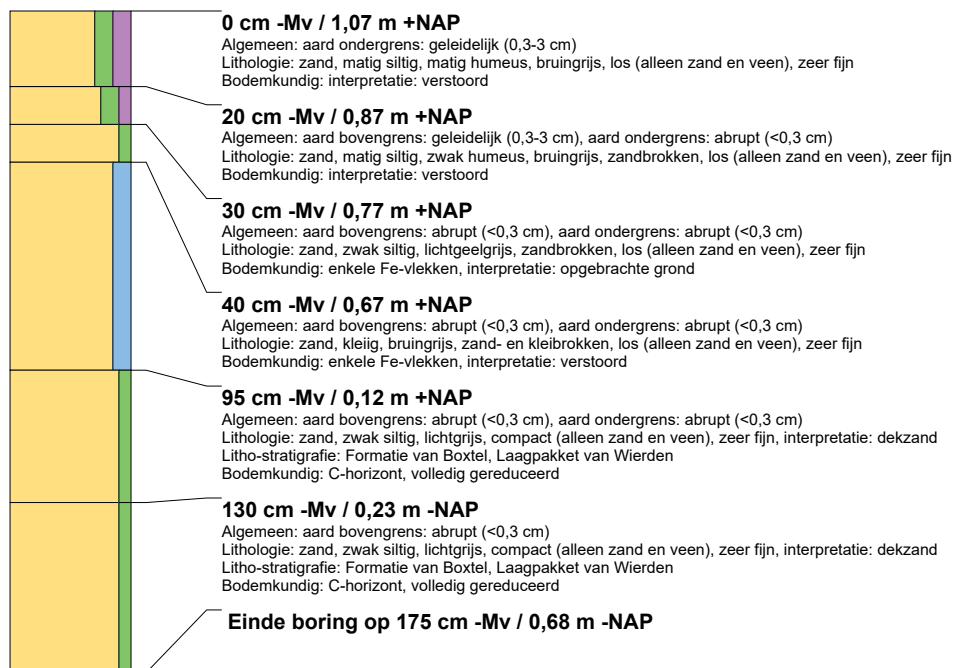 0 cm -Mv / 1,07 m +NAP
Algemeen: aard ondergrens: geleidelijk (0,3-3 cm)
Lithologie: zand, matig siltig, matig humeus, bruingrijs, los (alleen zand en veen), zeer fijn
Bodemkundig: interpretatie: verstoord
20 cm -Mv / 0,87 m +NAP
Algemeen: aard bovengrens: geleidelijk (0,3-3 cm), aard ondergrens: abrupt (<0,3 cm)
Lithologie: zand, matig siltig, zwak humeus, bruingrijs, zandbrokken, los (alleen zand en veen), zeer fijn
Bodemkundig: interpretatie: verstoord
30 cm -Mv / 0,77 m +NAP
Algemeen: aard bovengrens: abrupt (<0,3 cm), aard ondergrens: abrupt (<0,3 cm)
Lithologie: zand, zwak siltig, lichtgeelgrijs, zandbrokken, los (alleen zand en veen), zeer fijn
Bodemkundig: enkele Fe-vlekken, interpretatie: opgebrachte grond
40 cm -Mv / 0,67 m +NAP
Algemeen: aard bovengrens: abrupt (<0,3 cm), aard ondergrens: abrupt (<0,3 cm)
Lithologie: zand, kleiig, bruingrijs, zand- en kleibrokken, los (alleen zand en veen), zeer fijn
Bodemkundig: enkele Fe-vlekken, interpretatie: verstoord
95 cm -Mv / 0,12 m +NAP
Algemeen: aard bovengrens: abrupt (<0,3 cm), aard ondergrens: abrupt (<0,3 cm)
Lithologie: zand, zwak siltig, lichtgrijs, compact (alleen zand en veen), zeer fijn, interpretatie: dekzand
Litho-stratigrafie: Formatie van Boxtel, Laagpakket van Wierden
Bodemkundig: C-horizont, volledig gereduceerd
130 cm -Mv / 0,23 m -NAP
Algemeen: aard bovengrens: abrupt (<0,3 cm)
Lithologie: zand, zwak siltig, lichtgrijs, compact (alleen zand en veen), zeer fijn, interpretatie: dekzand
Litho-stratigrafie: Formatie van Boxtel, Laagpakket van Wierden
Bodemkundig: C-horizont, volledig gereduceerd
Einde boring op 175 cm -Mv / 0,68 m -NAP